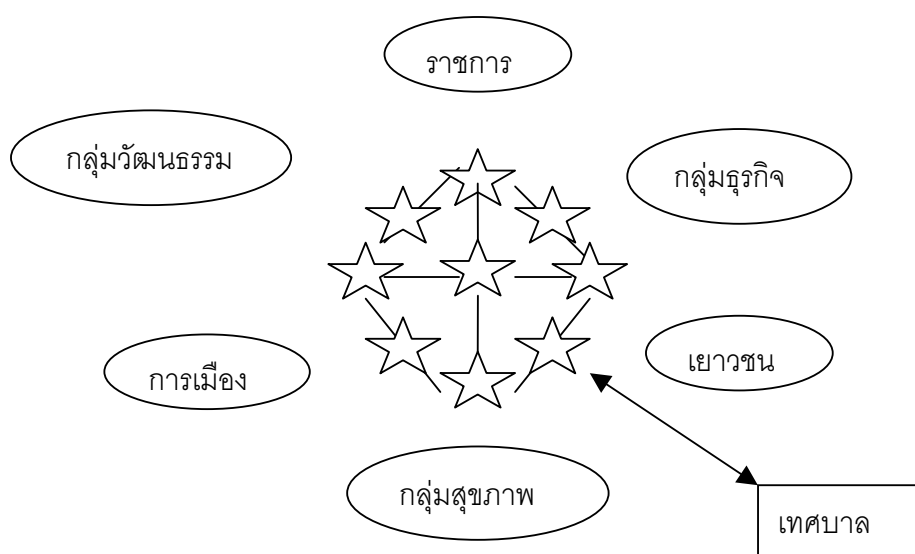 ราชการ
กลุ่มวัฒนธรรม
กลุ่มธุรกิจ
การเมือง
เยาวชน
กลุ่มสุขภาพ
เทศบาล